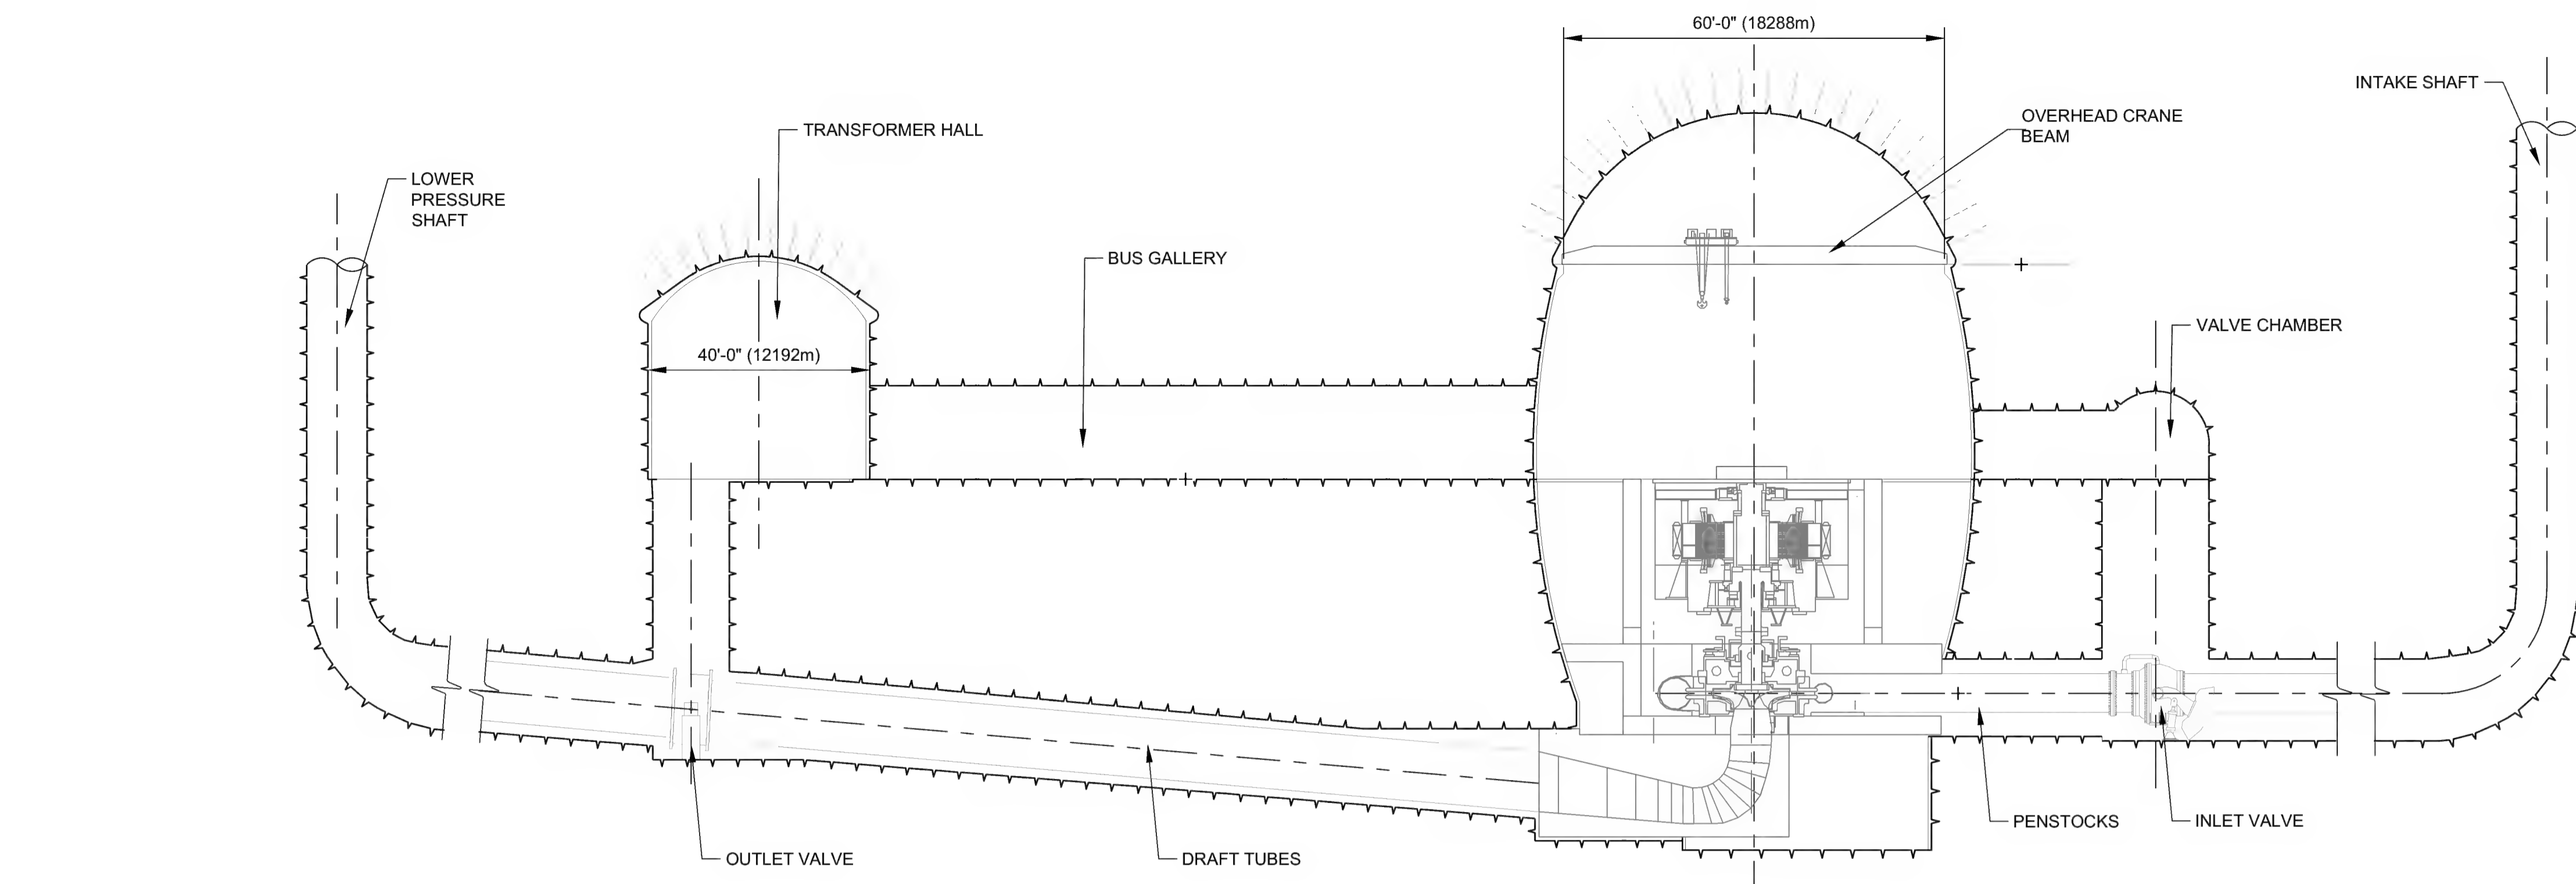 60'-0" (18288m)
INTAKE SHAFT
OVERHEAD CRANE
BEAM
TRANSFORMER HALL
LOWER
PRESSURE
SHAFT
BUS GALLERY
VALVE CHAMBER
40'-0" (12192m)
PENSTOCKS
INLET VALVE
OUTLET VALVE
DRAFT TUBES